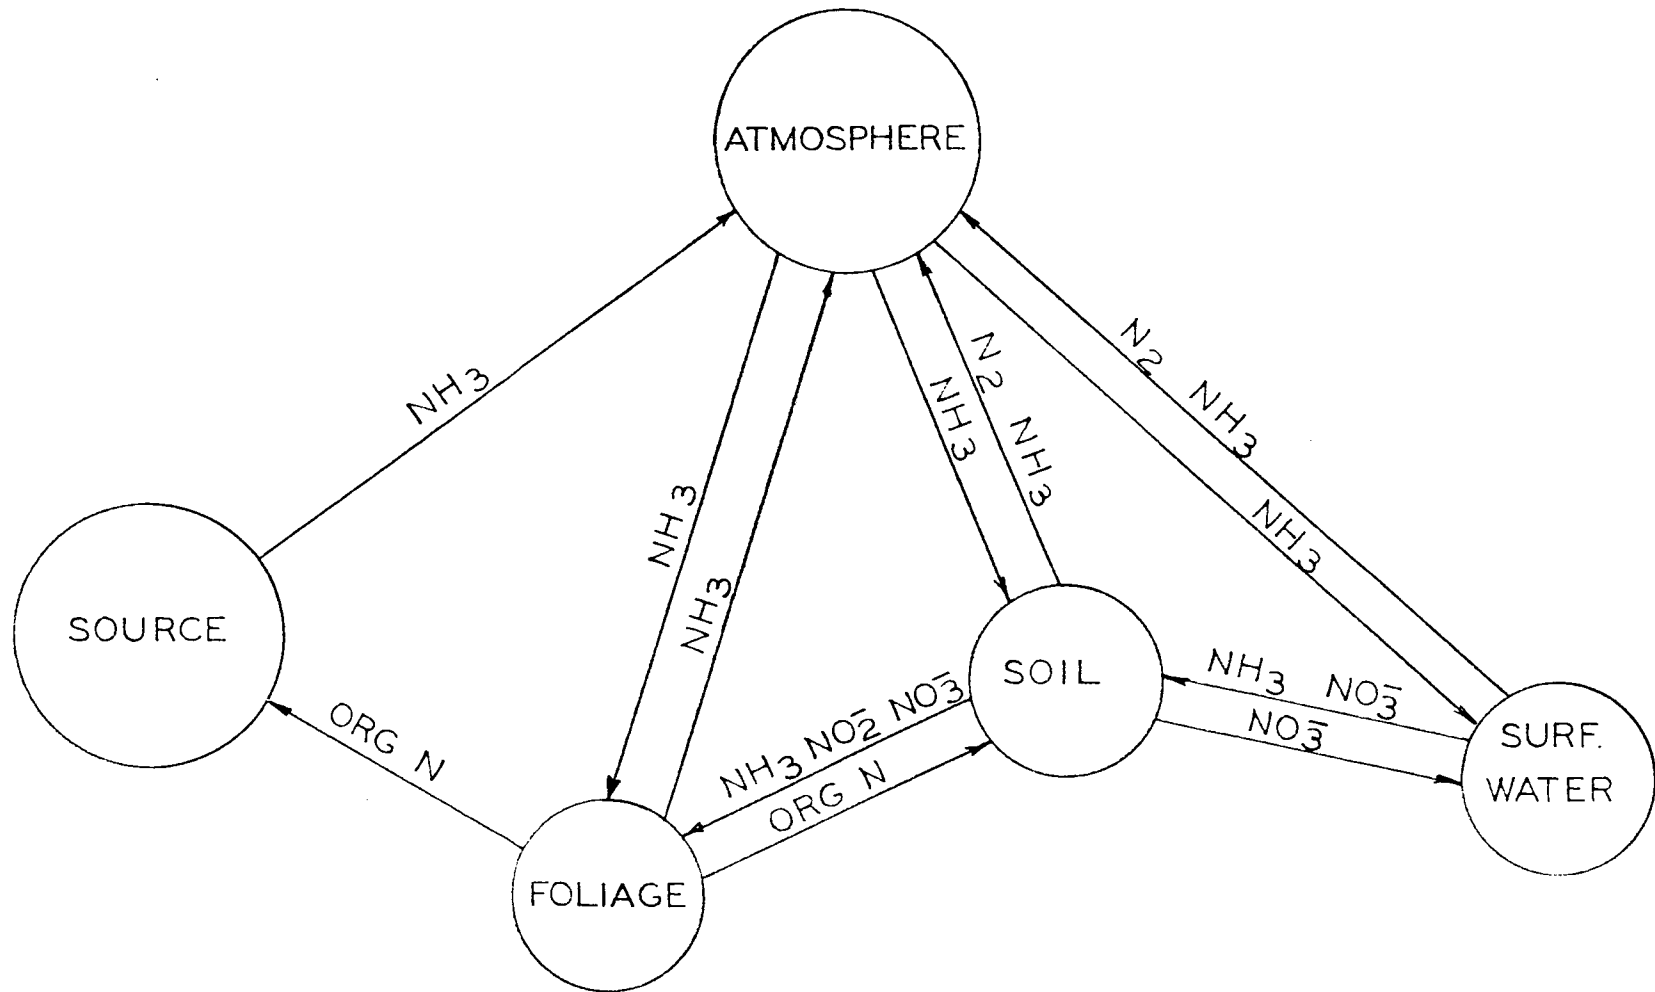 ATMOSPHERE
N₂ NH₃
N₂ NH₃
NH₃
NH₃
NH₃
NH₃
NH₃
SOURCE
SOIL
NH₃ NO₃⁻
NO₃⁻
SURF.
WATER
NH₃ NO₂⁻ NO₃⁻
ORG N
ORG N
FOLIAGE